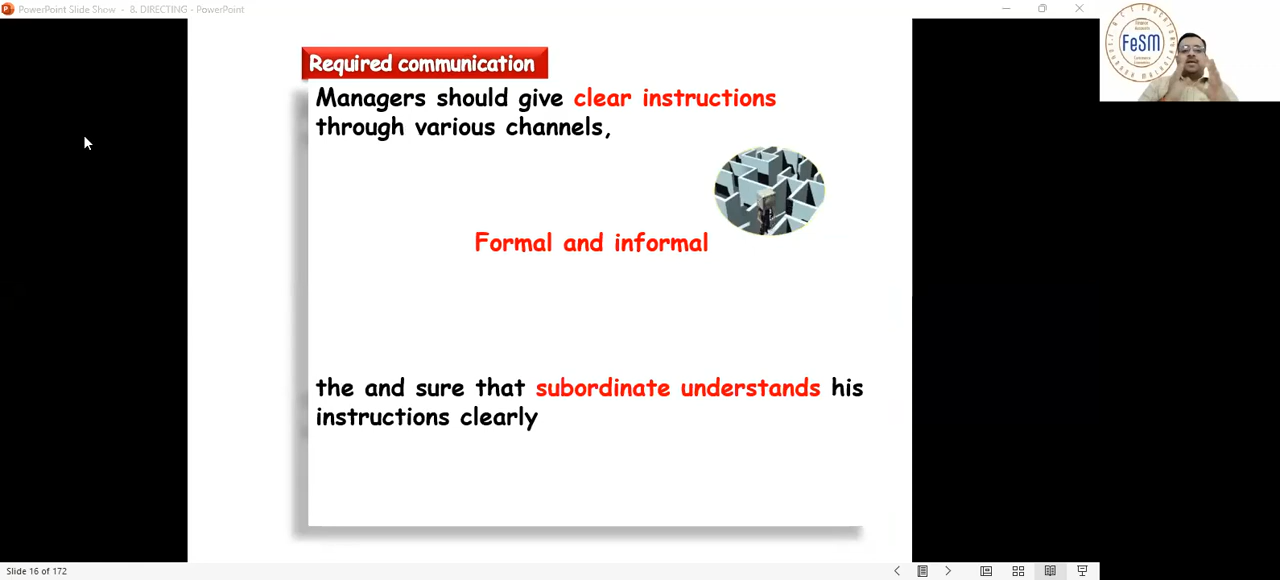 PowerPoint Slide Show - 8. DIRECTING - PowerPoint
FeSM
Required communication
Managers should give clear instructions
through various channels,
Formal and informal
the and sure that subordinate understands his
instructions clearly
Slide 16 of 172